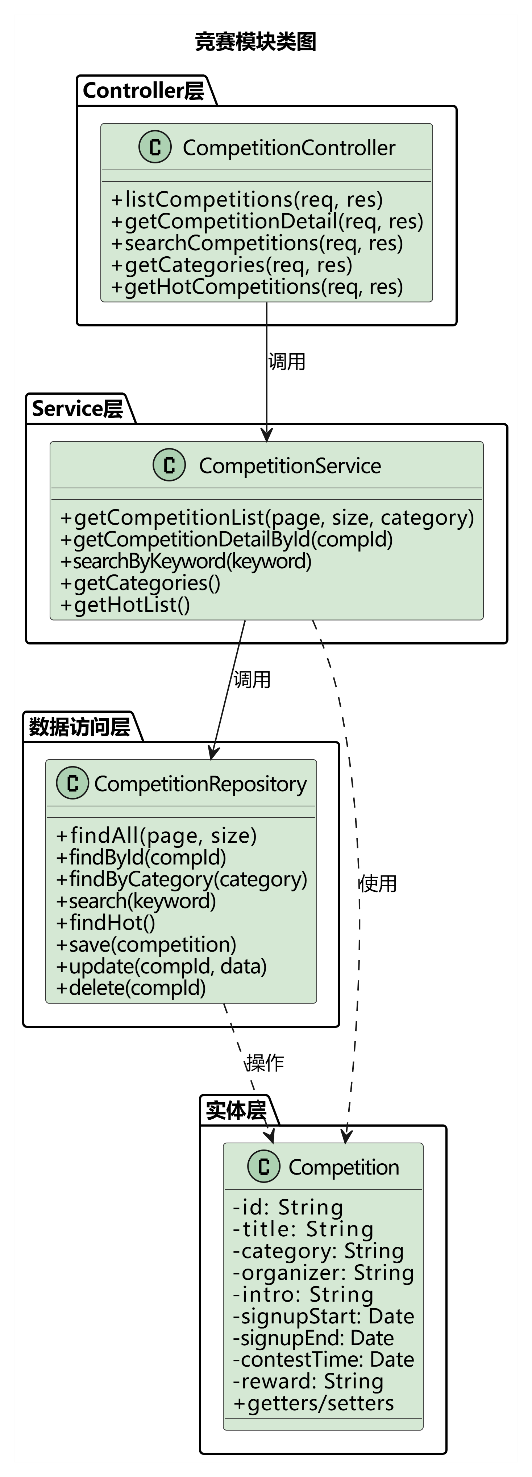 竞赛模块类图
Controller层
C CompetitionController
+listCompetitions(req, res)
+getCompetitionDetail(req, res)
+searchCompetitions(req, res)
+getCategories(req, res)
+getHotCompetitions(req, res)
调用
Service层
C CompetitionService
+getCompetitionList(page, size, category)
+getCompetitionDetailById(compId)
+searchByKeyword(keyword)
+getCategories()
+getHotList()
调用
数据访问层
C CompetitionRepository
+findAll(page, size)
+findById(compId)
+findByCategory(category)
+search(keyword)
+findHot()
+save(competition)
+update(compId, data)
+delete(compId)
使用
操作
实体层
C Competition
-id: String
-title: String
-category: String
-organizer: String
-intro: String
-signupStart: Date
-signupEnd: Date
-contestTime: Date
-reward: String
+getters/setters